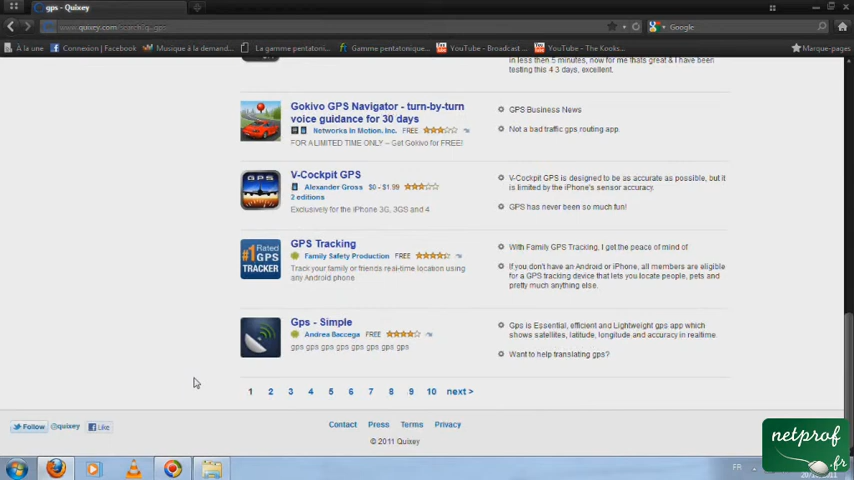 gps - Quixey
www.quixey.com/search?q=gps
Google
À la une
Connexion | Facebook
Musique à la demand...
La gamme pentatoni...
Gamme pentatonique...
YouTube - Broadcast ...
YouTube - The Kooks...
Marque-pages
in less then 5 minutes, now for me thats great & I have been
testing this 4.3 days, excellent.
Gokivo GPS Navigator - turn-by-turn
voice guidance for 30 days
Networks In Motion, Inc. FREE
FOR A LIMITED TIME ONLY – Get Gokivo for FREE!
GPS Business News
Not a bad traffic gps routing app.
GPS
V-Cockpit GPS
Alexander Gross $0 - $1.99
2 editions
Exclusively for the iPhone 3G, 3GS and 4
V-Cockpit GPS is designed to be as accurate as possible, but it
is limited by the iPhone's sensor accuracy.
GPS has never been so much fun!
#1 Rated
GPS
TRACKER
GPS Tracking
Family Safety Production FREE
Track your family or friends real-time location using
any Android phone
With Family GPS Tracking, I get the peace of mind of
If you don't have an Android or iPhone, all members are eligible
for a GPS tracking device that lets you locate people, pets and
pretty much anything else.
Gps - Simple
Andrea Baccega FREE
gps gps gps gps gps gps gps gps
Gps is Essential, efficient and Lightweight gps app which
shows satellites, latitude, longitude and accuracy in realtime
Want to help translating gps?
1 2 3 4 5 6 7 8 9 10 next >
Follow @quixey Like
Contact Press Terms Privacy
© 2011 Quixey
FR
netprof
.fr